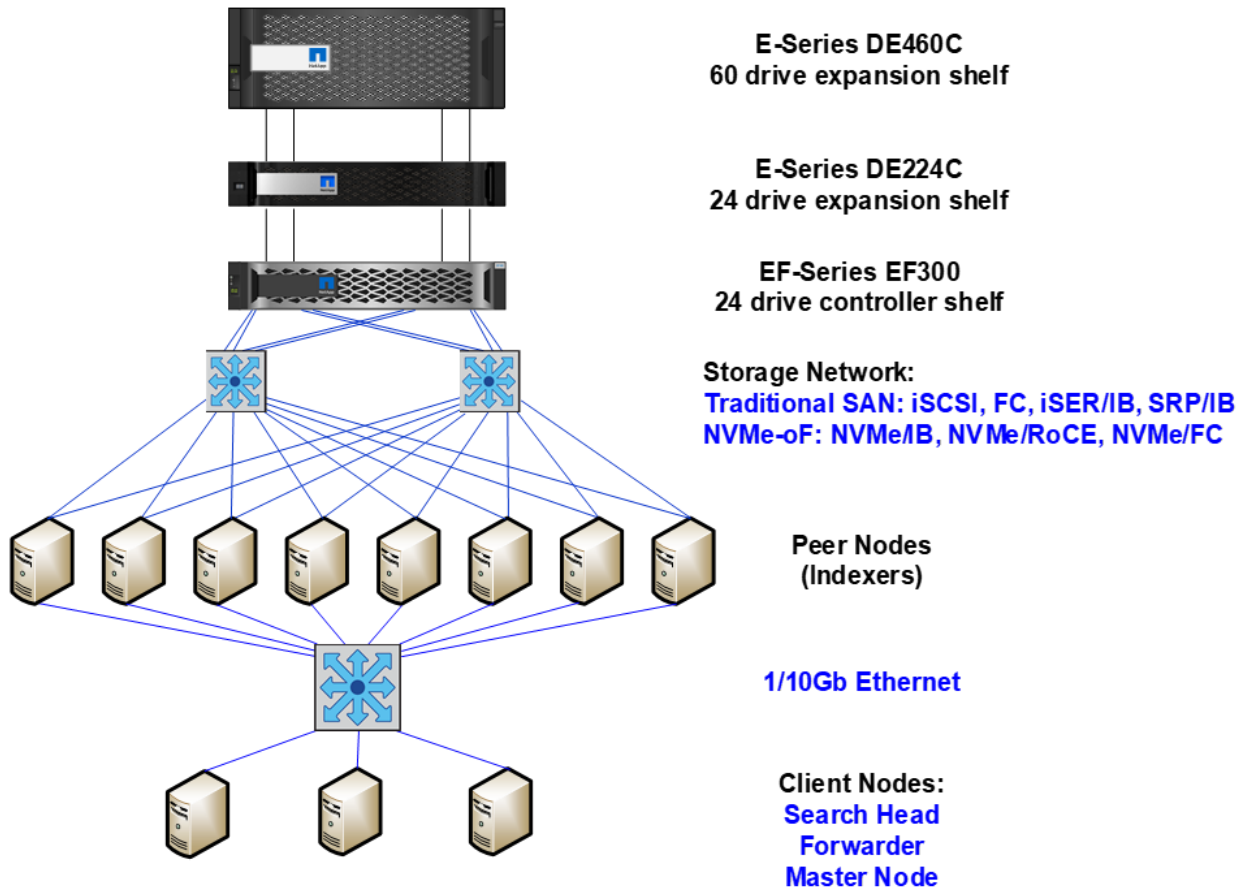 E-Series DE460C
60 drive expansion shelf
E-Series DE224C
24 drive expansion shelf
EF-Series EF300
24 drive controller shelf
Storage Network:
Traditional SAN: iSCSI, FC, iSER/IB, SRP/IB
NVMe-oF: NVMe/IB, NVMe/RoCE, NVMe/FC
Peer Nodes
(Indexers)
1/10Gb Ethernet
Client Nodes:
Search Head
Forwarder
Master Node